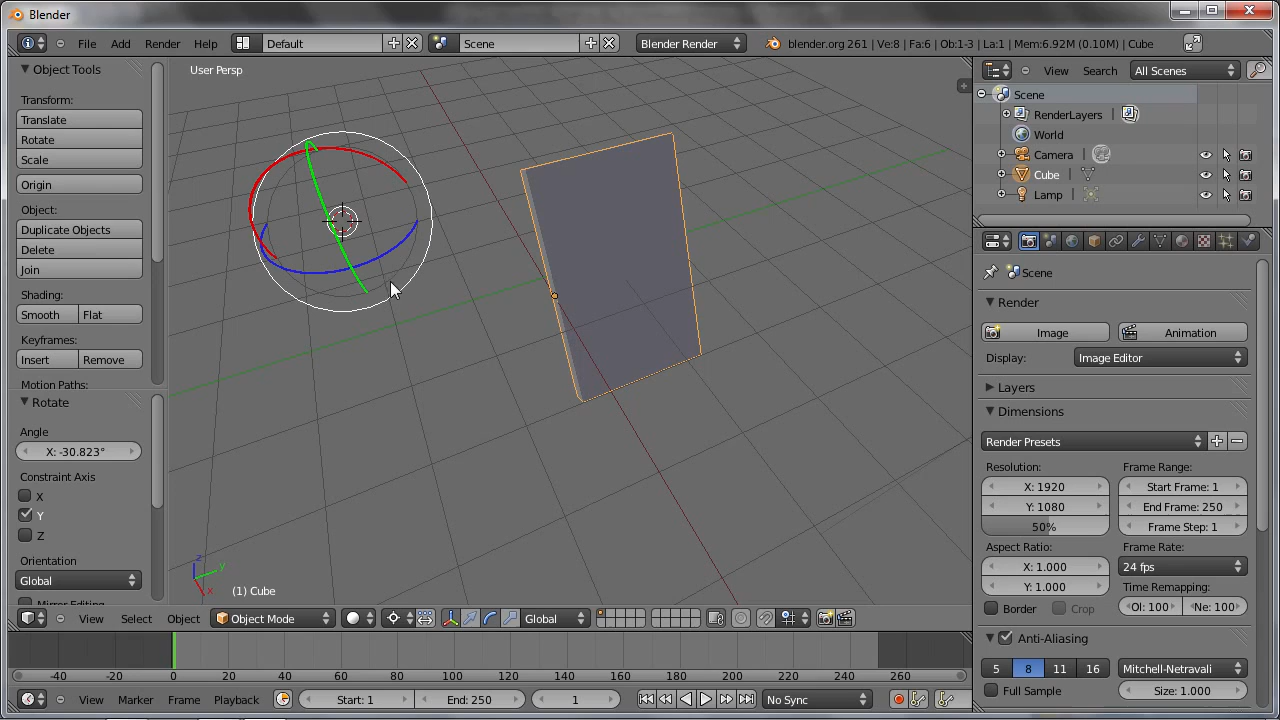 Blender
File Add Render Help Default Scene Blender Render blender.org 261 | Ve:8 | Fa:6 | Ob:1-3 | La:1 | Mem:6.92M (0.10M) | Cube
Object Tools
Transform:
Translate
Rotate
Scale
Origin
Object:
Duplicate Objects
Delete
Join
Shading:
Smooth Flat
Keyframes:
Insert Remove
Motion Paths:
Rotate
Angle
X: -30.823°
Constraint Axis
X
Y
Z
Orientation
Global
User Persp
z
y
x
(1) Cube
View Select Object Object Mode Global
-40 -20 0 20 40 60 80 100 120 140 160 180 200 220 240 260
View Marker Frame Playback Start: 1 End: 250 1 No Sync
View Search All Scenes
Scene
RenderLayers
World
Camera
Cube
Lamp
Scene
Render
Image Animation
Display: Image Editor
Layers
Dimensions
Render Presets
Resolution: Frame Range:
X: 1920 Start Frame: 1
Y: 1080 End Frame: 250
50% Frame Step: 1
Aspect Ratio: Frame Rate:
X: 1.000 24 fps
Y: 1.000 Time Remapping:
Border Crop Ol: 100 Ne: 100
Anti-Aliasing
5 8 11 16 Mitchell-Netravali
Full Sample Size: 1.000